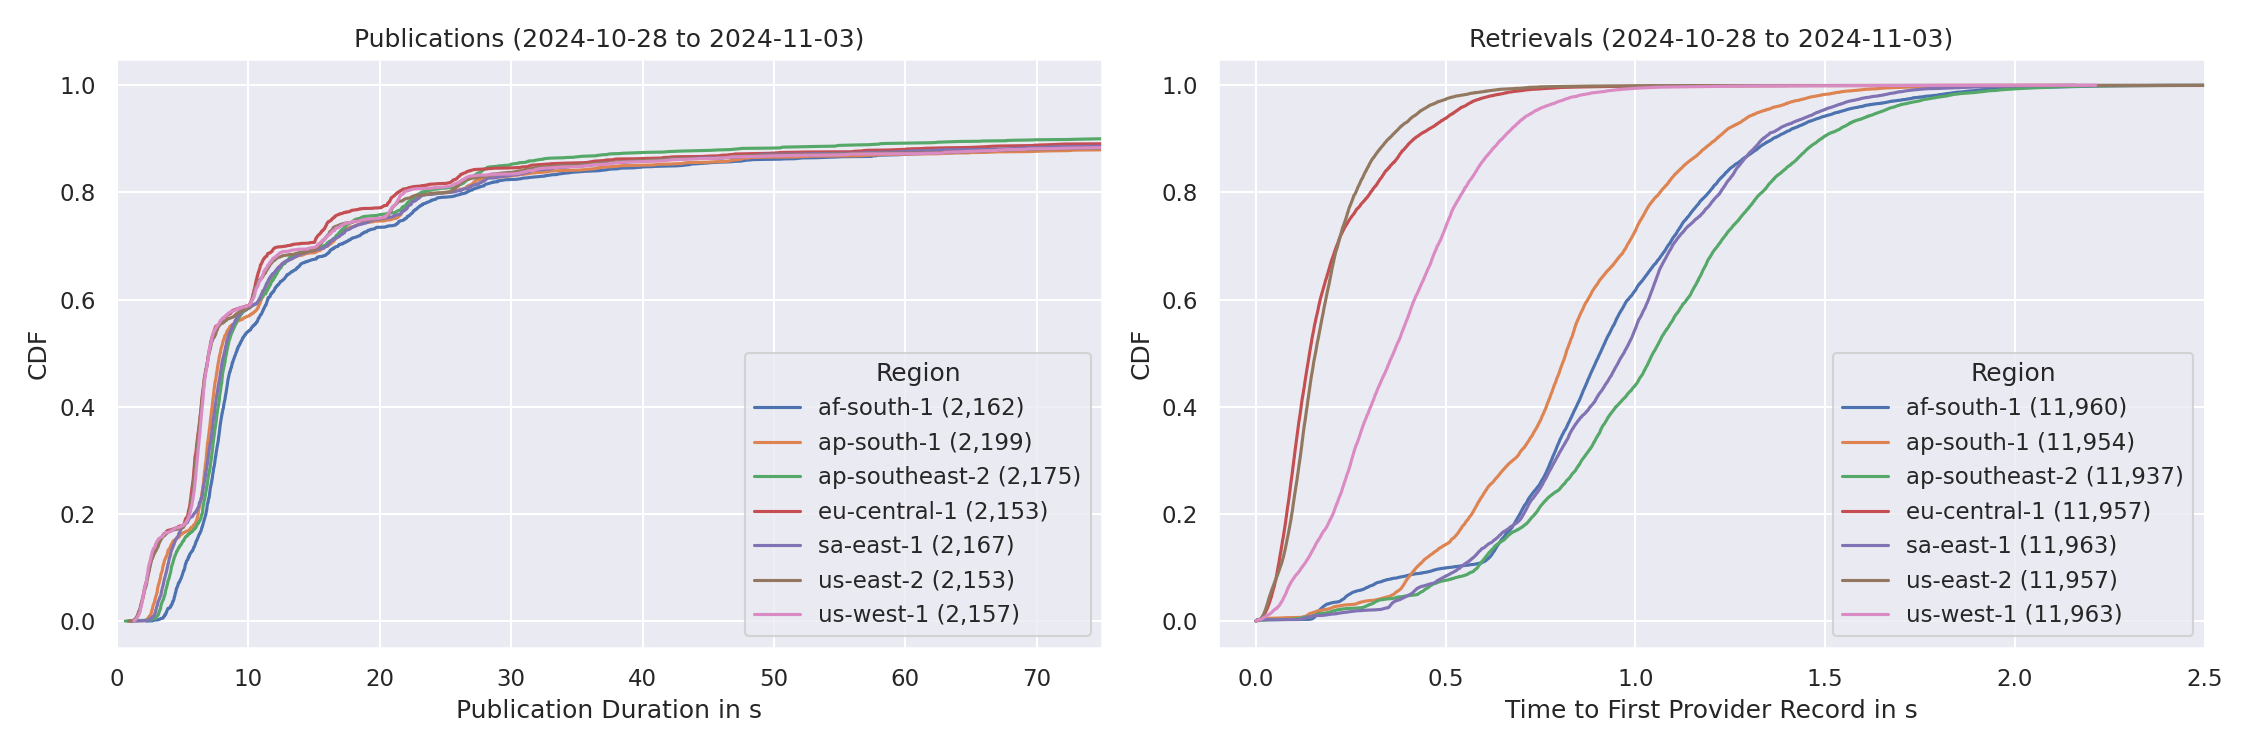 Publications (2024-10-28 to 2024-11-03)
1.0
0.8
0.6
0.4
0.2
0.0
CDF
0 10 20 30 40 50 60 70
Publication Duration in s
Region
af-south-1 (2,162)
ap-south-1 (2,199)
ap-southeast-2 (2,175)
eu-central-1 (2,153)
sa-east-1 (2,167)
us-east-2 (2,153)
us-west-1 (2,157)
Retrievals (2024-10-28 to 2024-11-03)
1.0
0.8
0.6
0.4
0.2
0.0
CDF
0.0 0.5 1.0 1.5 2.0 2.5
Time to First Provider Record in s
Region
af-south-1 (11,960)
ap-south-1 (11,954)
ap-southeast-2 (11,937)
eu-central-1 (11,957)
sa-east-1 (11,963)
us-east-2 (11,957)
us-west-1 (11,963)